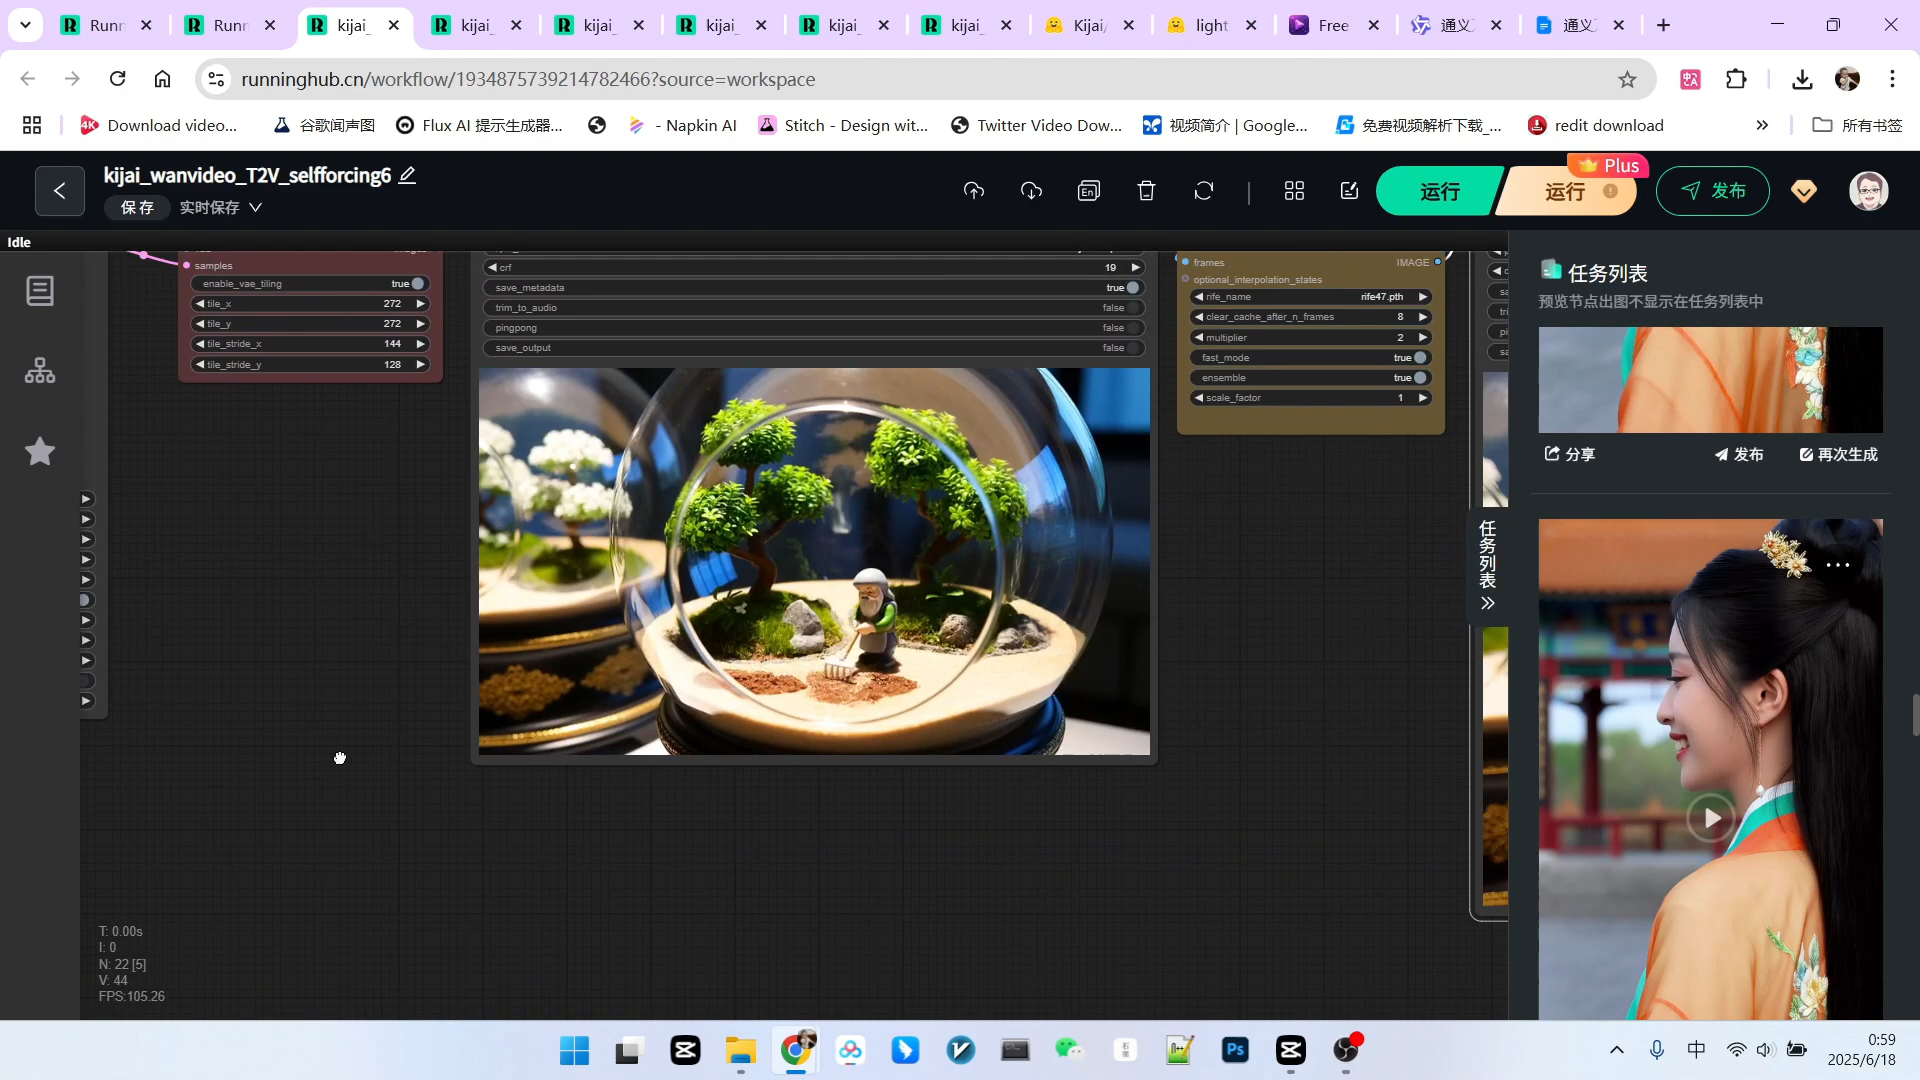 Runn
Runn
kijai_
kijai_
kijai_
kijai_
kijai_
kijai_
Kijai/
light
Free
通义
通义
runninghub.cn/workflow/1934875739214782466?source=workspace
Download video...
谷歌闻声图
Flux AI 提示生成器...
- Napkin AI
Stitch - Design wit...
Twitter Video Dow...
视频简介 | Google...
免费视频解析下载_...
redit download
所有书签
kijai_wanvideo_T2V_selfforcing6
保存
实时保存
En
运行
运行
Plus
发布
Idle
samples
enable_vae_tiling true
tile_x 272
tile_y 272
tile_stride_x 144
tile_stride_y 128
crf 19
save_metadata true
trim_to_audio false
pingpong false
save_output false
frames IMAGE
optional_interpolation_states
rife_name rife47.pth
clear_cache_after_n_frames 8
multiplier 2
fast_mode true
ensemble true
scale_factor 1
任务列表
任务列表
预览节点出图不显示在任务列表中
分享
发布
再次生成
T: 0.00s
I: 0
N: 22 [5]
V: 44
FPS:105.26
Ps
中
0:59
2025/6/18